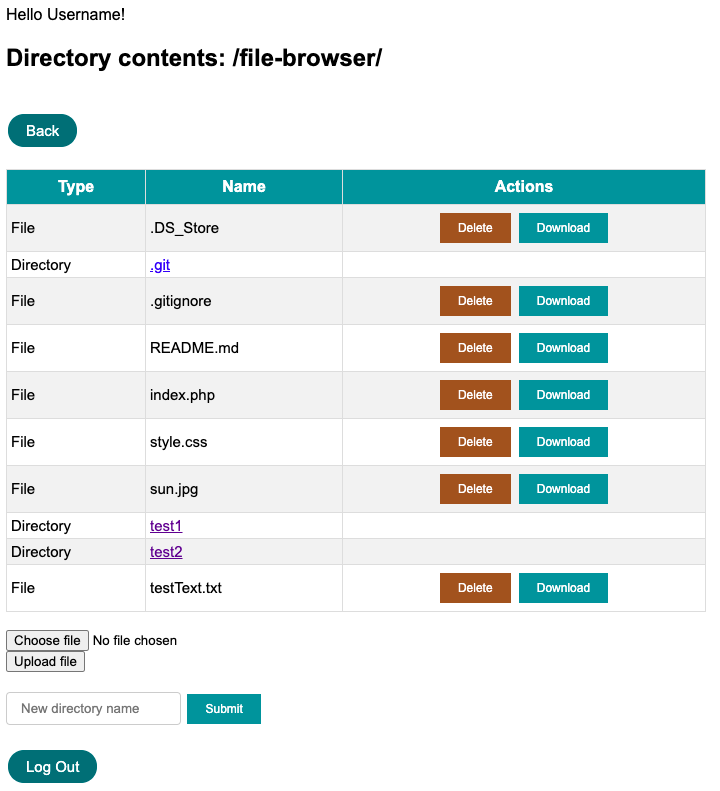 Hello Username!
Directory contents: /file-browser/
Back
Type Name Actions
File .DS_Store Delete Download
Directory .git
File .gitignore Delete Download
File README.md Delete Download
File index.php Delete Download
File style.css Delete Download
File sun.jpg Delete Download
Directory test1
Directory test2
File testText.txt Delete Download
Choose file No file chosen
Upload file
New directory name Submit
Log Out